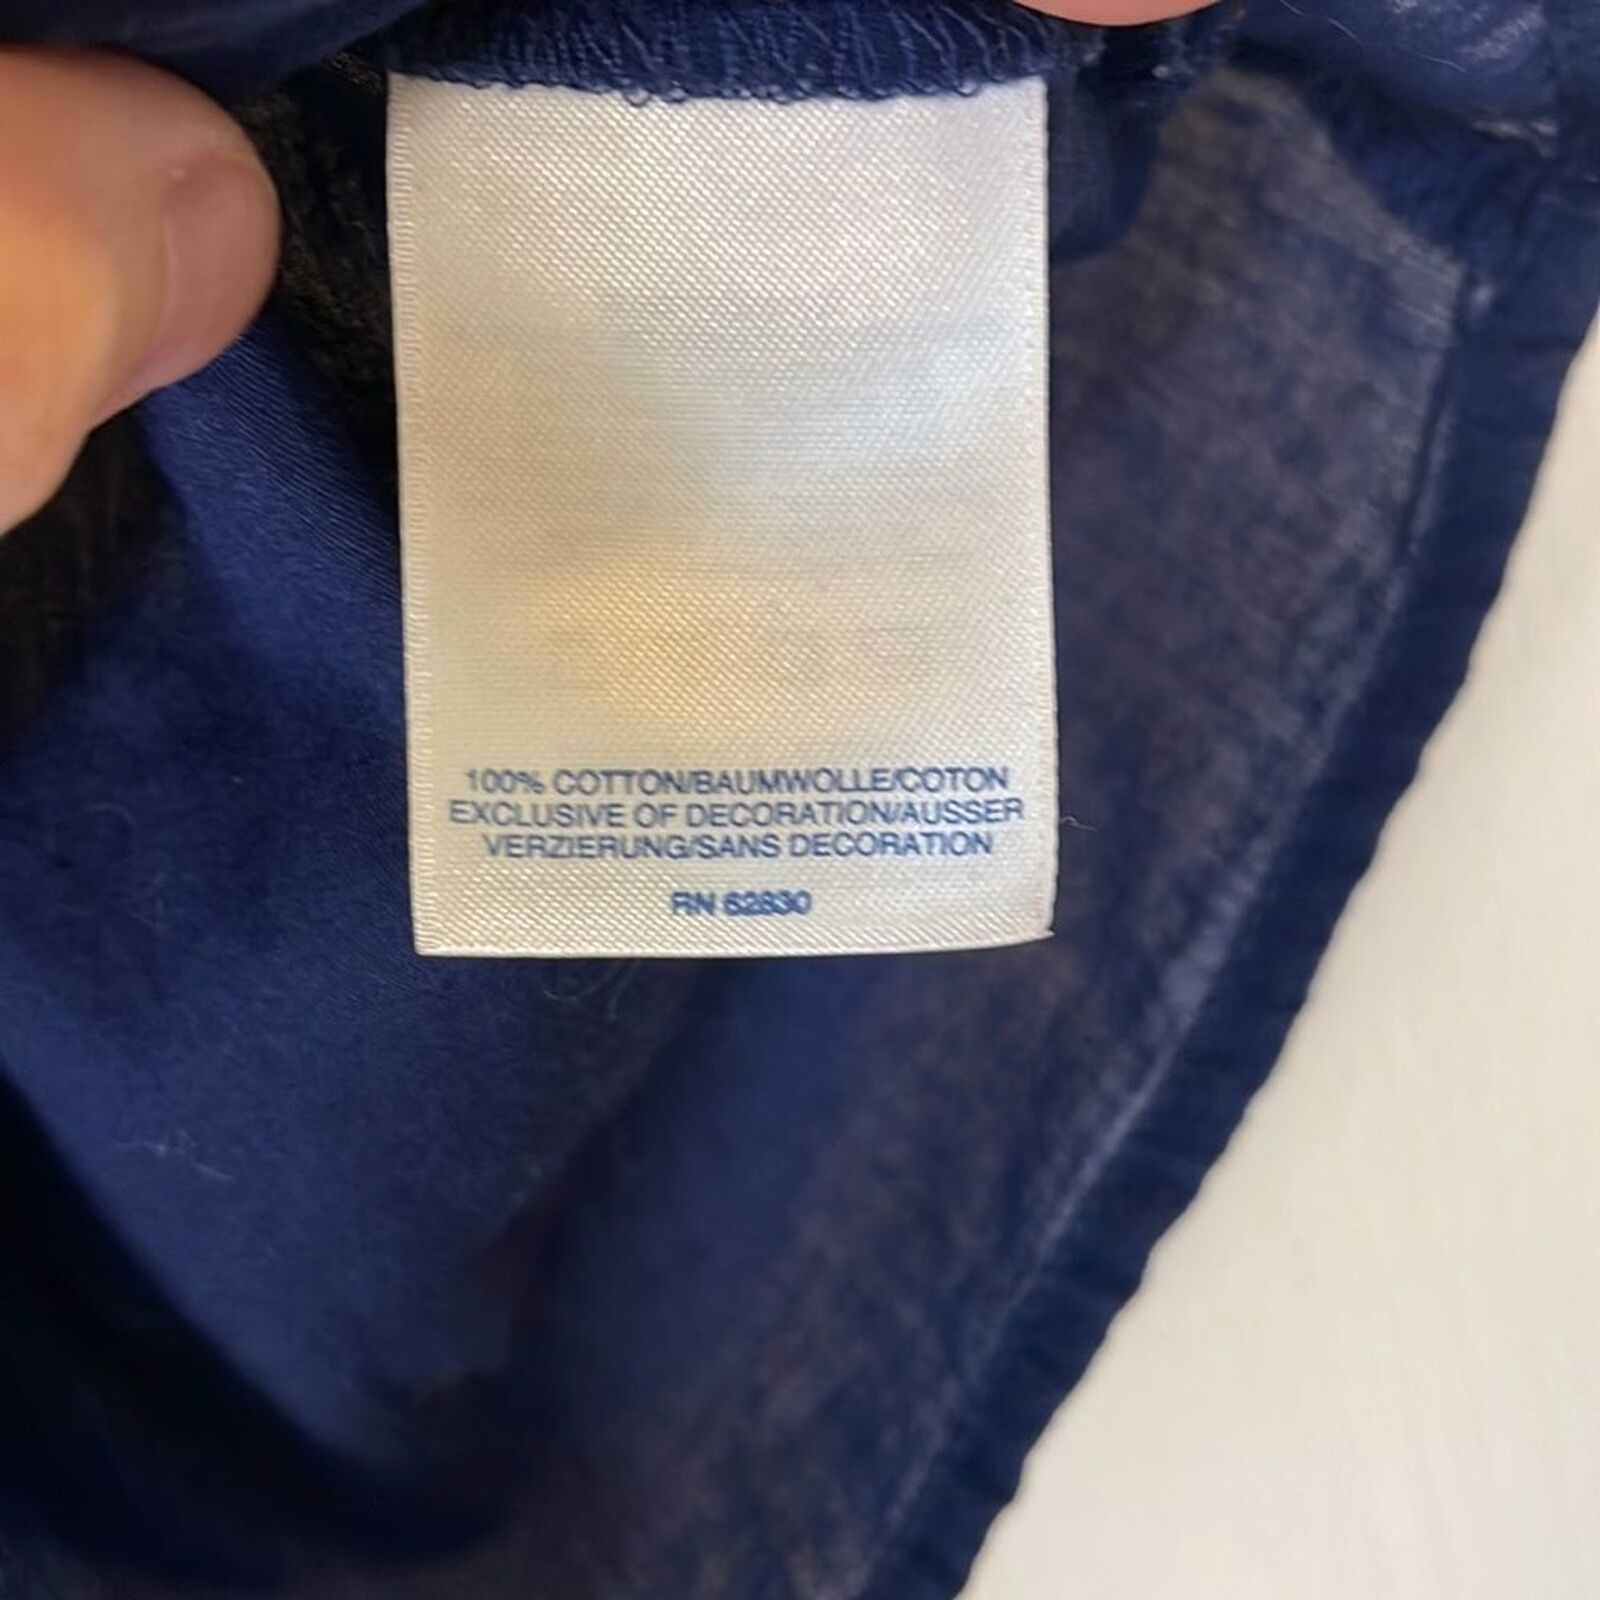 100% COTTON/BAUMWOLLE/COTON
EXCLUSIVE OF DECORATION/AUSSER
VERZIERUNG/SANS DECORATION
RN 62830